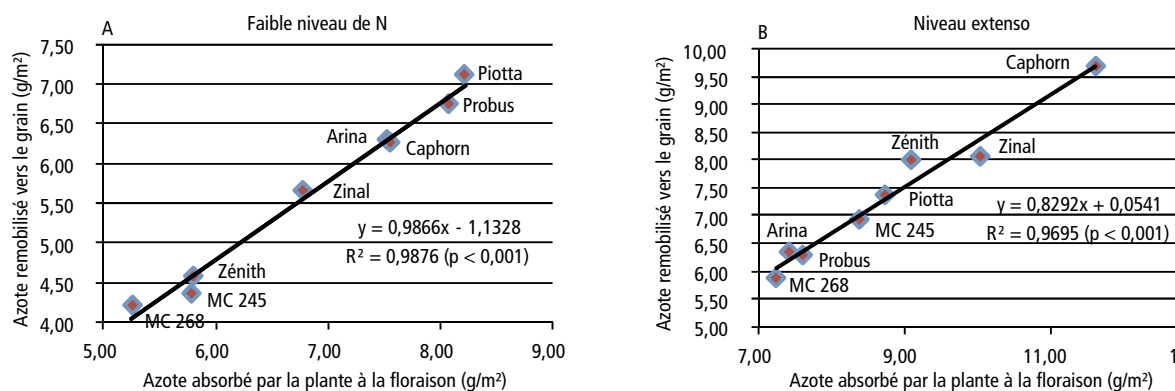 A
Faible niveau de N
Azote remobilisé vers le grain (g/m²)
7,50
7,00
6,50
6,00
5,50
5,00
4,50
4,00
Piotta
Probus
Arina
Caphorn
Zinal
y = 0,9866x - 1,1328
R² = 0,9876 (p < 0,001)
Zénith
MC 245
MC 268
5,00
6,00
7,00
8,00
9,00
Azote absorbé par la plante à la floraison (g/m²)
B
Niveau extenso
Azote remobilisé vers le grain (g/m²)
10,00
9,50
9,00
8,50
8,00
7,50
7,00
6,50
6,00
5,50
5,00
Caphorn
Zénith
Zinal
Piotta
y = 0,8292x + 0,0541
MC 245
R² = 0,9695 (p < 0,001)
Arina
Probus
MC 268
7,00
9,00
11,00
Azote absorbé par la plante à la floraison (g/m²)